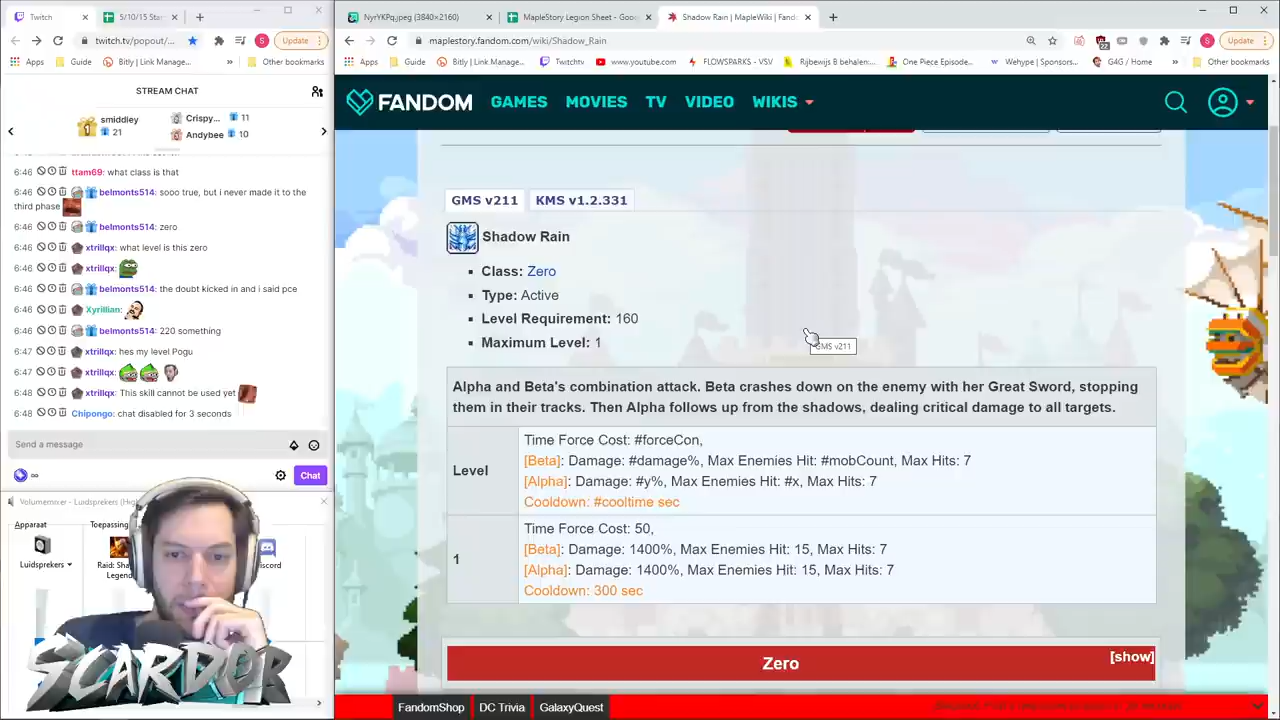 Twitch
5/10/15 Star
twitch.tv/popout/...
Update
Apps
Guide
Bitly | Link Manage...
Other bookmarks
STREAM CHAT
smiddiey
21
Crispy... 11
Andybee 10
6:46 ttam69: what class is that
6:46 belmonts514: sooo true, but i never made it to the
third phase
6:46 belmonts514: zero
6:46 xtrillqx: what level is this zero
6:46 xtrillqx:
6:46 belmonts514: the doubt kicked in and i said pce
6:46 Xyrillian:
6:46 belmonts514: 220 something
6:47 xtrillqx: hes my level Pogu
6:47 xtrillqx:
6:48 xtrillqx: This skill cannot be used yet
6:48 Chipongo: chat disabled for 3 seconds
Send a message
Chat
Volumemixer - Luidsprekers (Hig
Apparaat
Toepassing
Luidsprekers
Raid: Sha
Legend
iscord
SCARDOR
NyrYKPq.jpeg (3840×2160)
MapleStory Legion Sheet - Goo
Shadow Rain | MapleWiki | Fand
maplestory.fandom.com/wiki/Shadow_Rain
22
Update
Apps
Guide
Bitly | Link Manage...
Twitchtv
www.youtube.com
FLOWSPARKS - VSV
Rijbewijs B behalen:...
One Piece Episode...
Wehype | Sponsors...
G4G / Home
Other bookmarks
FANDOM
GAMES
MOVIES
TV
VIDEO
WIKIS
GMS v211
KMS v1.2.331
Shadow Rain
Class: Zero
Type: Active
Level Requirement: 160
Maximum Level: 1
GMS v211
Alpha and Beta's combination attack. Beta crashes down on the enemy with her Great Sword, stopping
them in their tracks. Then Alpha follows up from the shadows, dealing critical damage to all targets.
Level
Time Force Cost: #forceCon,
[Beta]: Damage: #damage%, Max Enemies Hit: #mobCount, Max Hits: 7
[Alpha]: Damage: #y%, Max Enemies Hit: #x, Max Hits: 7
Cooldown: #cooltime sec
1
Time Force Cost: 50,
[Beta]: Damage: 1400%, Max Enemies Hit: 15, Max Hits: 7
[Alpha]: Damage: 1400%, Max Enemies Hit: 15, Max Hits: 7
Cooldown: 300 sec
Zero
[show]
FandomShop
DC Trivia
GalaxyQuest